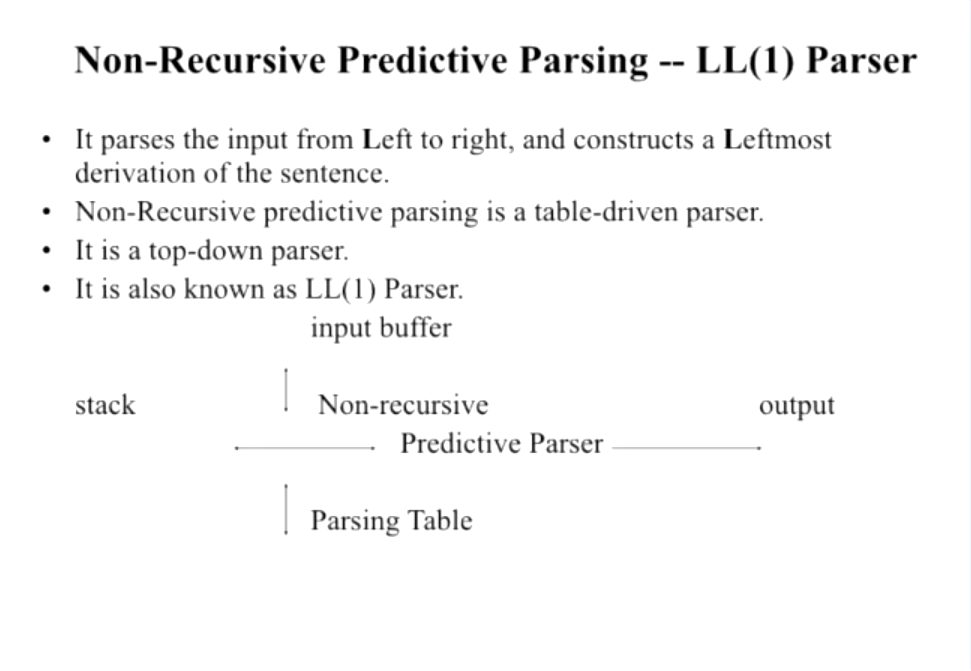 Non-Recursive Predictive Parsing -- LL(1) Parser
• It parses the input from Left to right, and constructs a Leftmost
derivation of the sentence.
• Non-Recursive predictive parsing is a table-driven parser.
• It is a top-down parser.
• It is also known as LL(1) Parser.
input buffer
stack Non-recursive output
Predictive Parser
Parsing Table